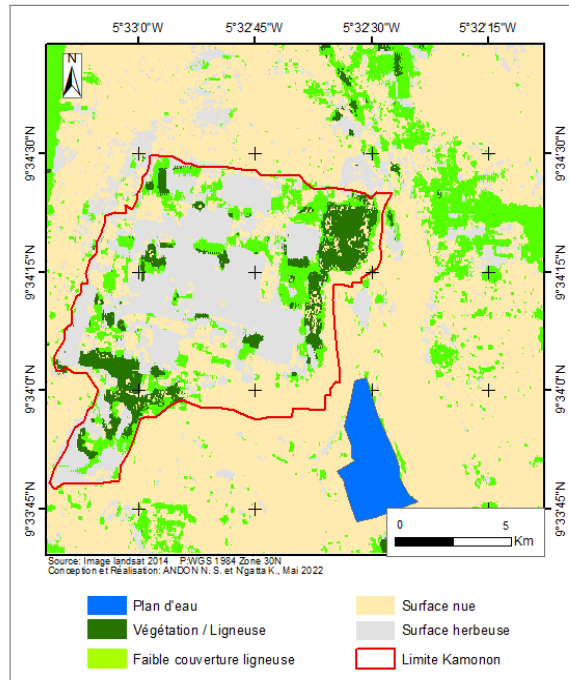 5°33'0"W 5°32'45"W 5°32'30"W 5°32'15"W
N
9°34'30"N 9°34'30"N
9°34'15"N 9°34'15"N
9°34'0"N 9°34'0"N
9°33'45"N 9°33'45"N
0 5
Km
Source: Image landsat 2014 P:WGS 1984 Zone 30N
Conception et Réalisation: ANDON N. S. et N'gatta K., Mai 2022
Plan d'eau Surface nue
Végétation / Ligneuse Surface herbeuse
Faible couverture ligneuse Limite Kamonon